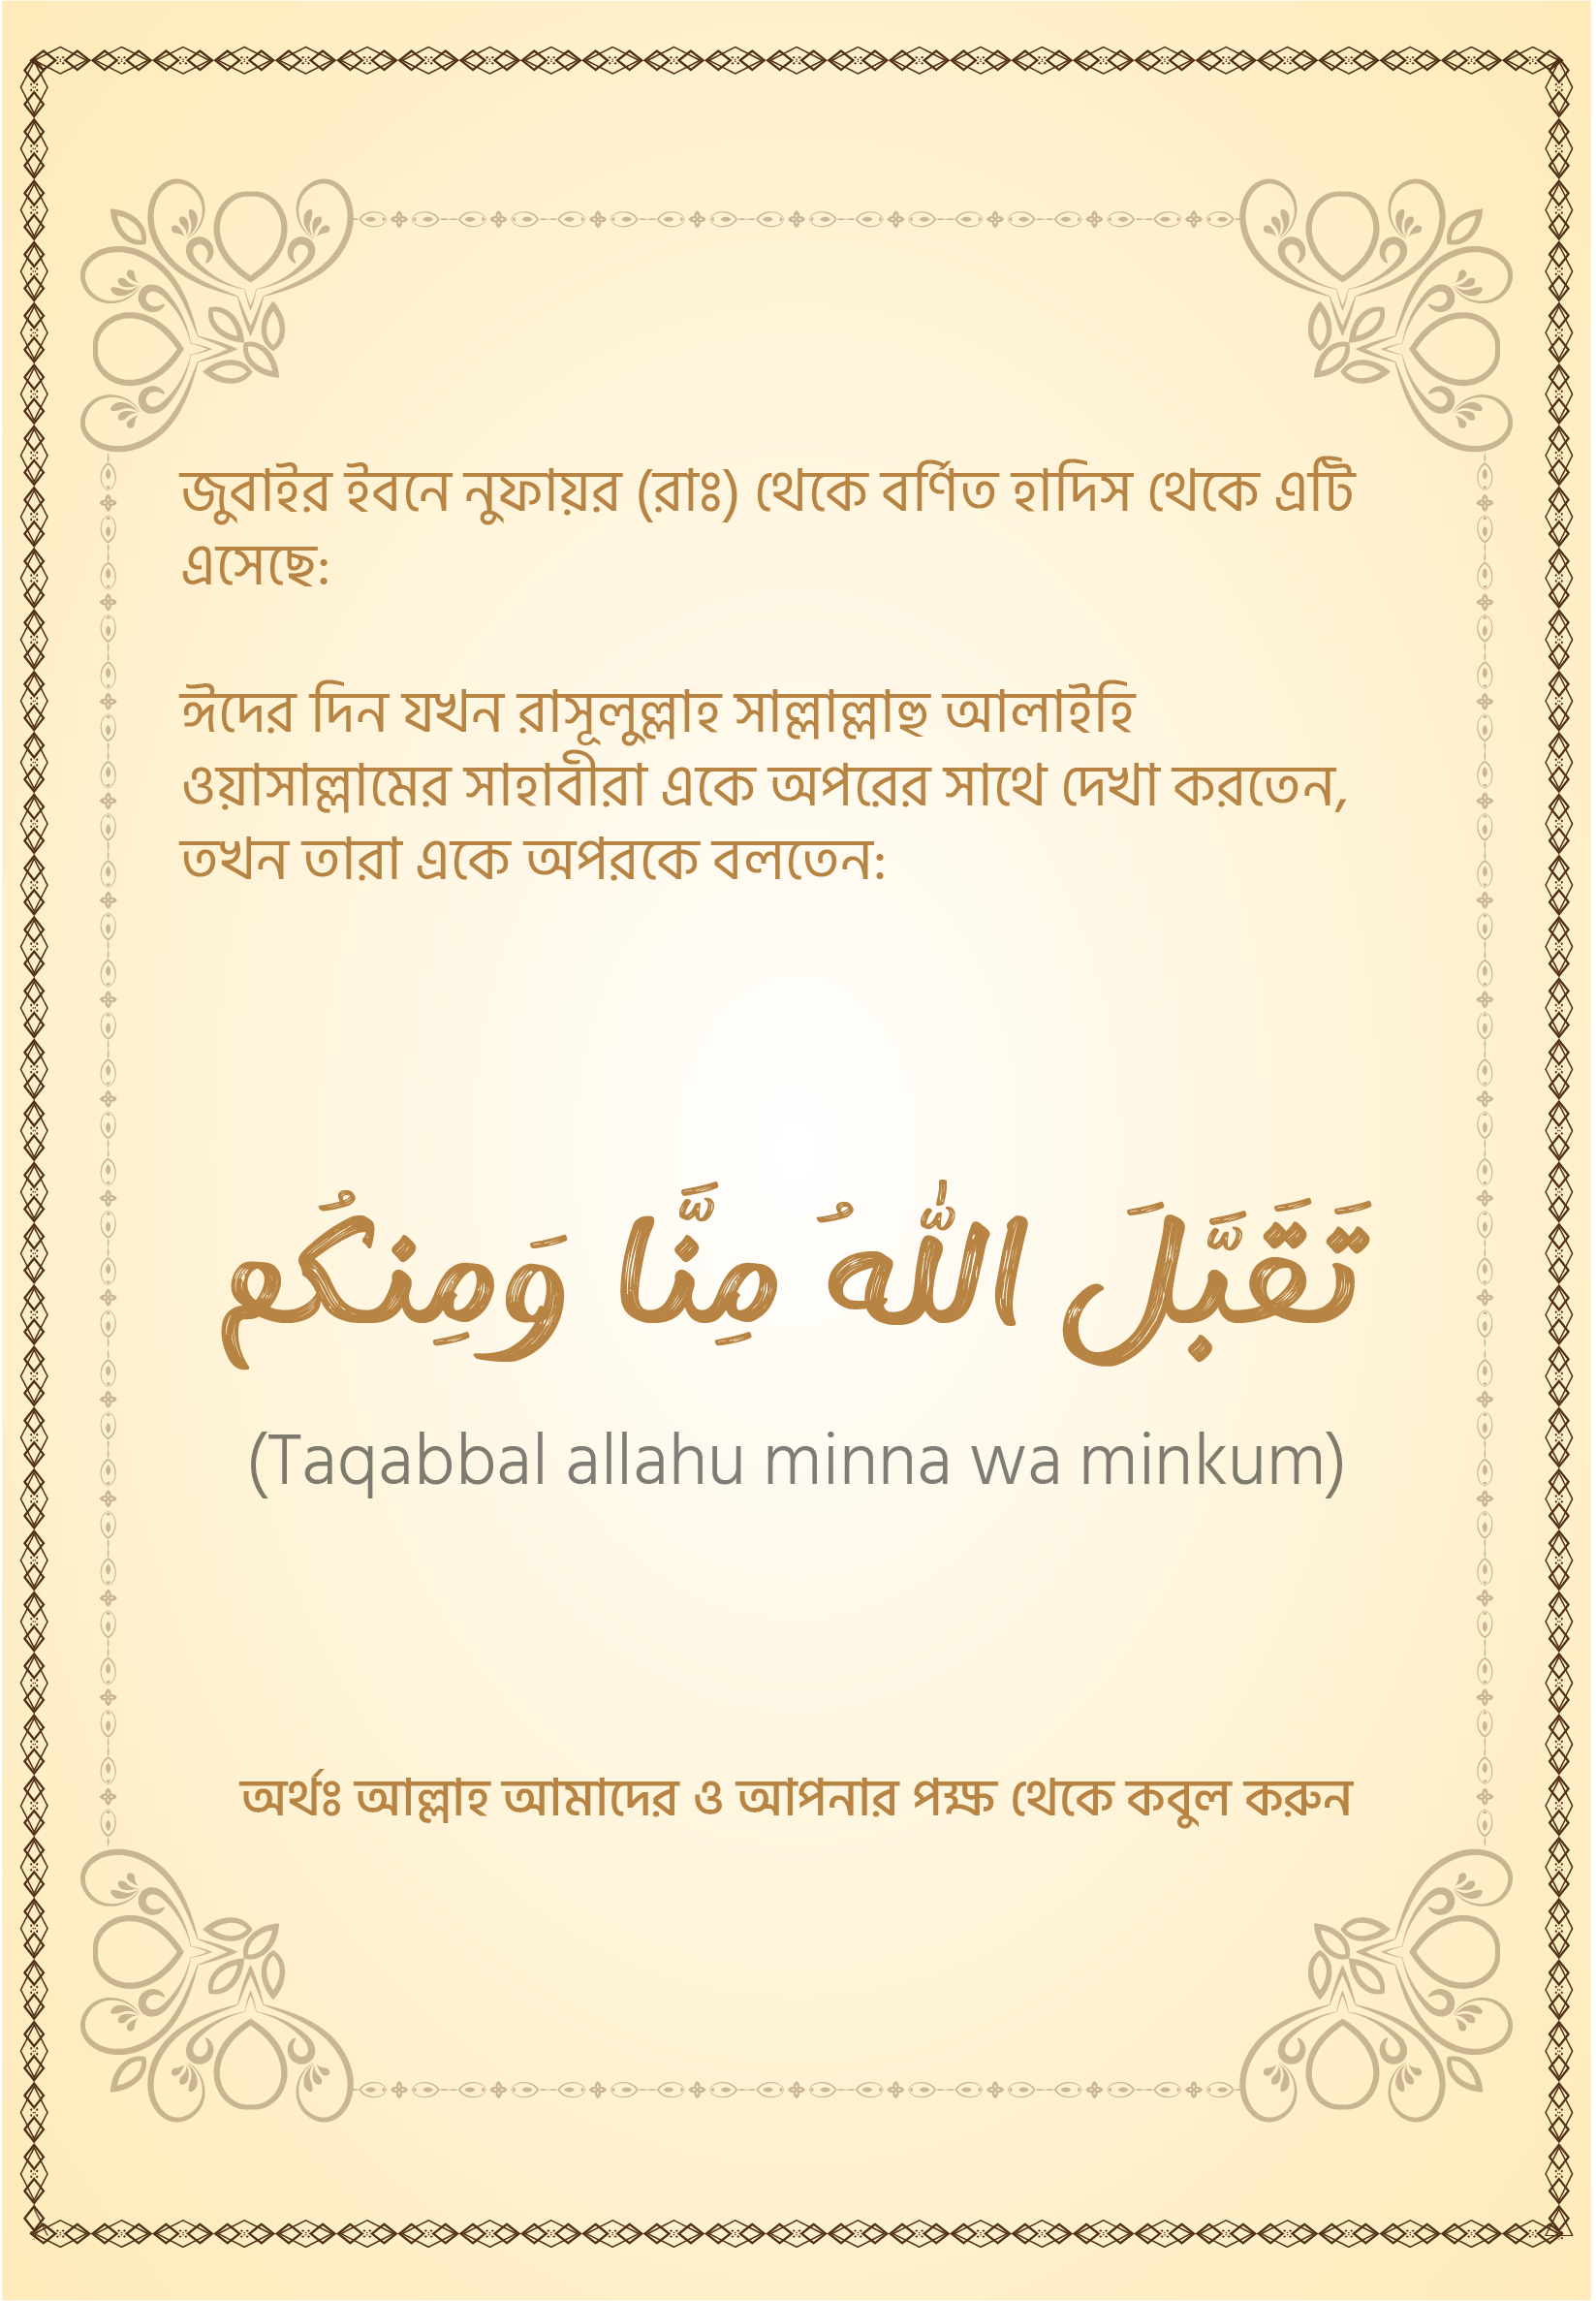 জুবাইর ইবনে নুফায়র (রাঃ) থেকে বর্ণিত হাদিস থেকে এটি
এসেছে:
ঈদের দিন যখন রাসূলুল্লাহ সাল্লাল্লাহু আলাইহি
ওয়াসাল্লামের সাহাবীরা একে অপরের সাথে দেখা করতেন,
তখন তারা একে অপরকে বলতেন:
تَقَبَّلَ اللهُ مِنَّا وَمِنكُم
(Taqabbal allahu minna wa minkum)
অর্থঃ আল্লাহ আমাদের ও আপনার পক্ষ থেকে কবুল করুন